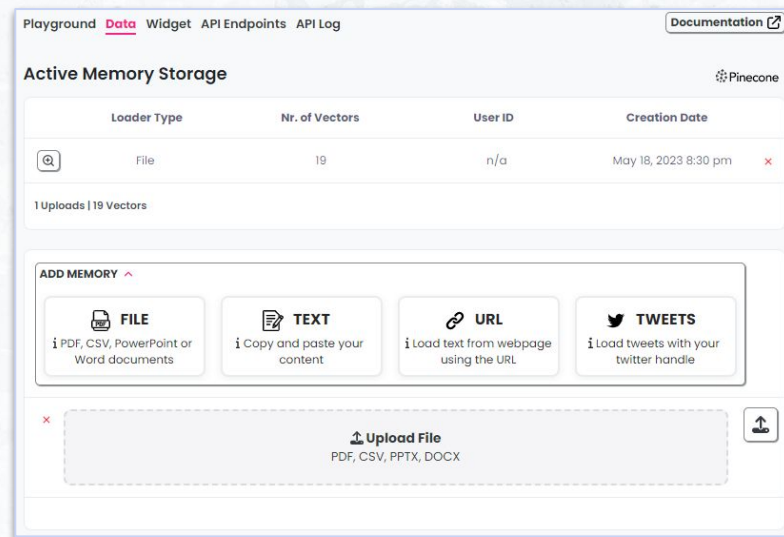 Playground Data Widget API Endpoints API Log
Documentation
Active Memory Storage
Pinecone
Loader Type Nr. of Vectors User ID Creation Date
File 19 n/a May 18, 2023 8:30 pm ×
1 Uploads | 19 Vectors
ADD MEMORY
PDF FILE
i PDF, CSV, PowerPoint or
Word documents
TEXT
i Copy and paste your
content
URL
i Load text from webpage
using the URL
TWEETS
i Load tweets with your
twitter handle
×
Upload File
PDF, CSV, PPTX, DOCX